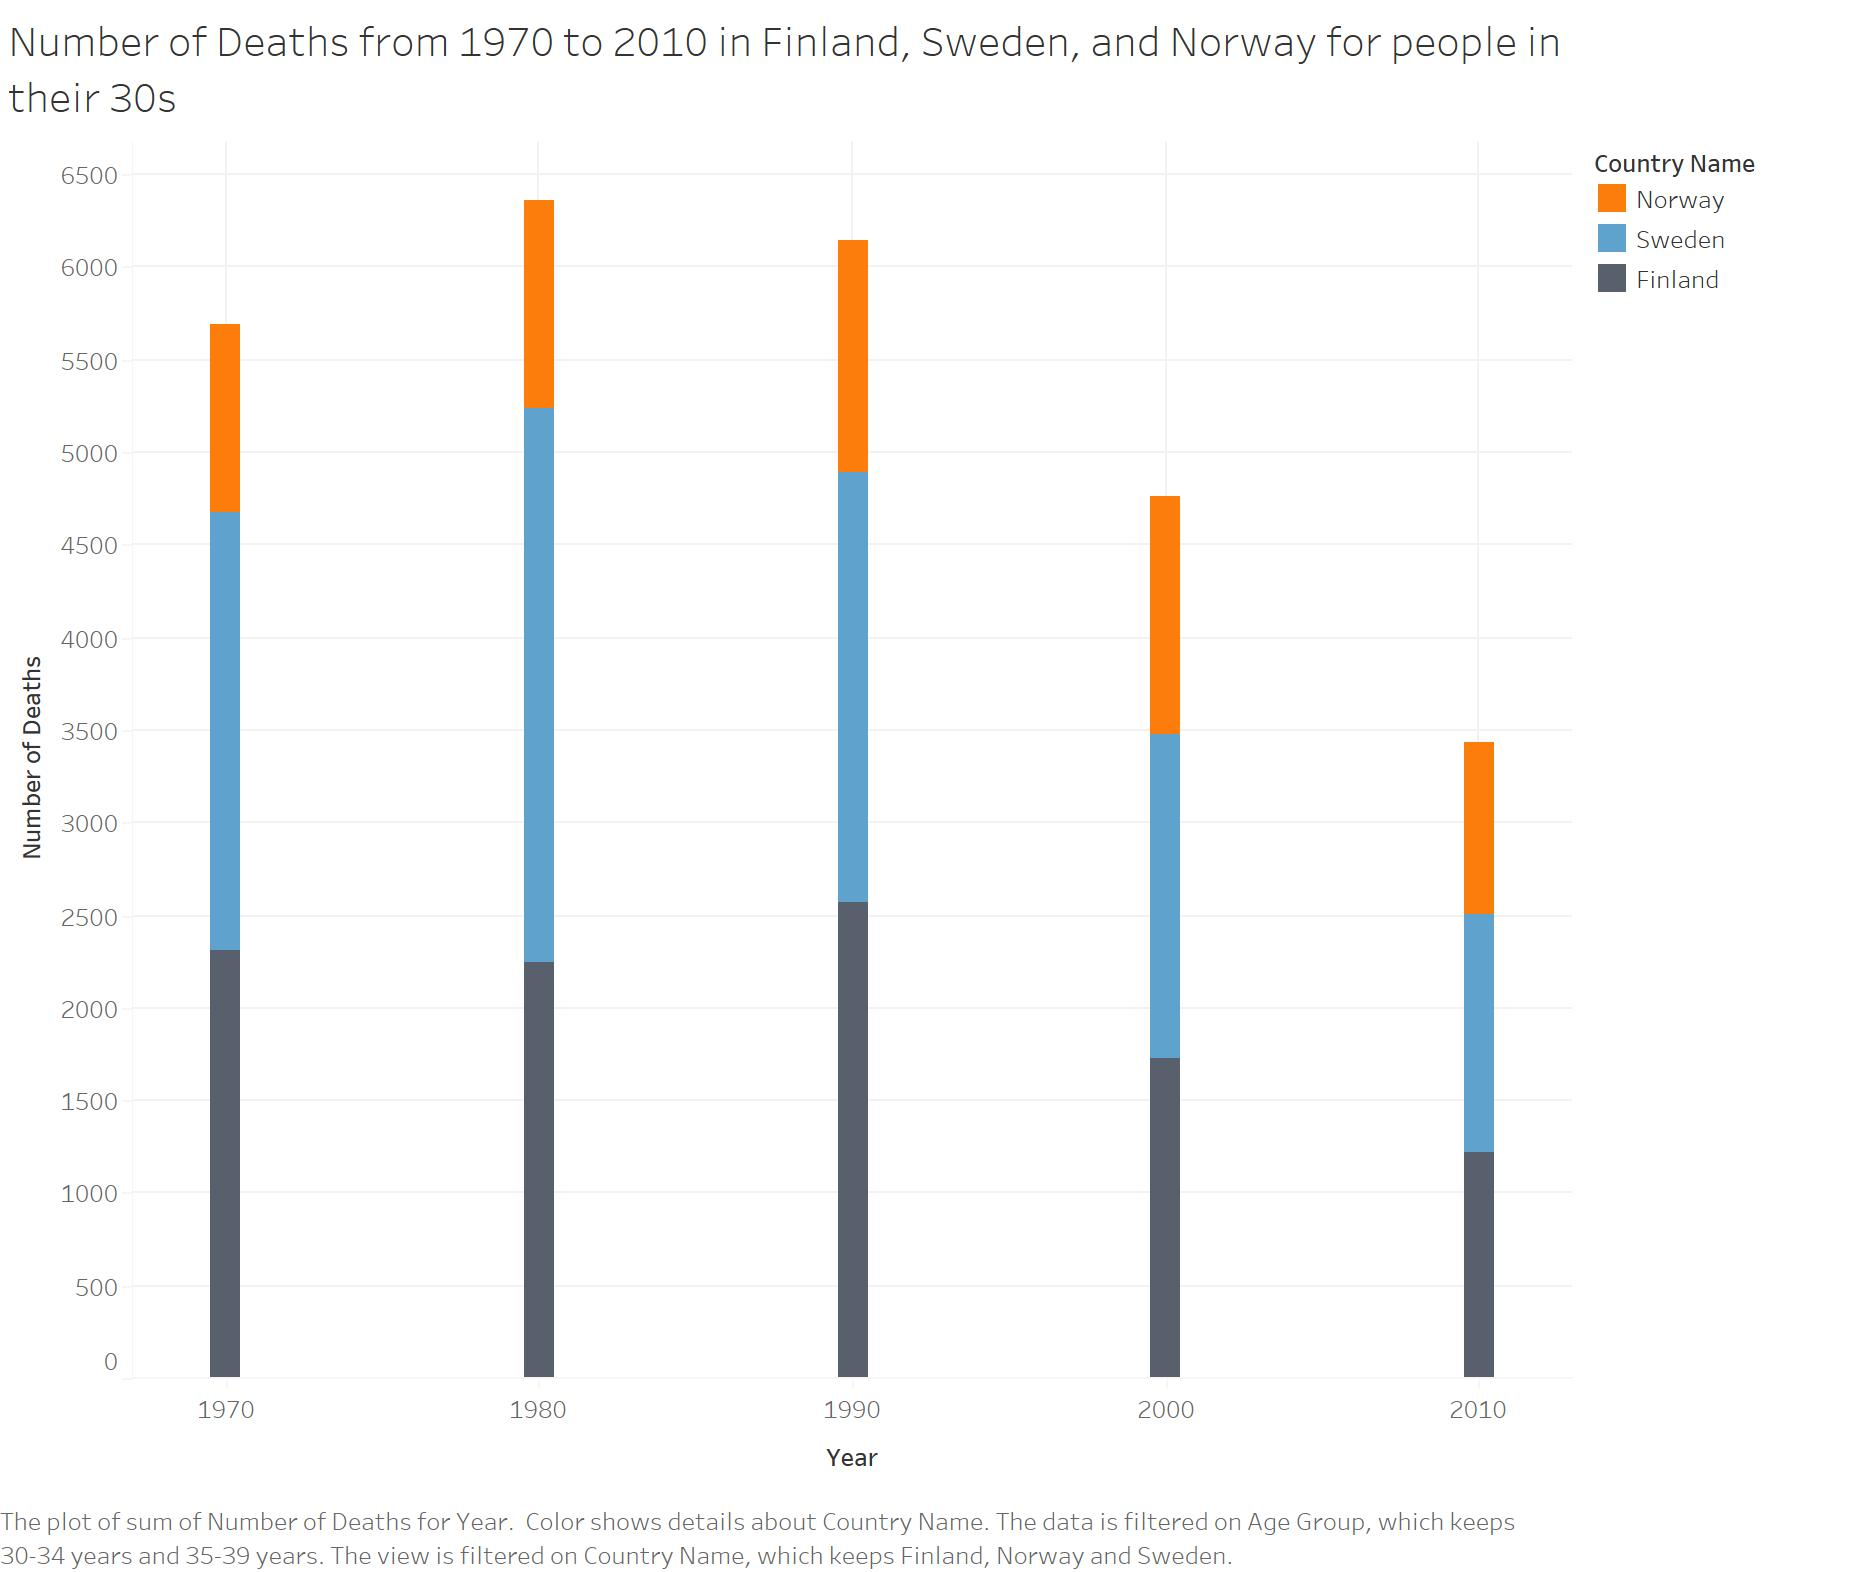 Number of Deaths from 1970 to 2010 in Finland, Sweden, and Norway for people in
their 30s
Country Name
Norway
Sweden
Finland
6500
6000
5500
5000
4500
4000
3500
3000
2500
2000
1500
1000
500
0
Number of Deaths
1970
1980
1990
2000
2010
Year
The plot of sum of Number of Deaths for Year.  Color shows details about Country Name. The data is filtered on Age Group, which keeps
30-34 years and 35-39 years. The view is filtered on Country Name, which keeps Finland, Norway and Sweden.